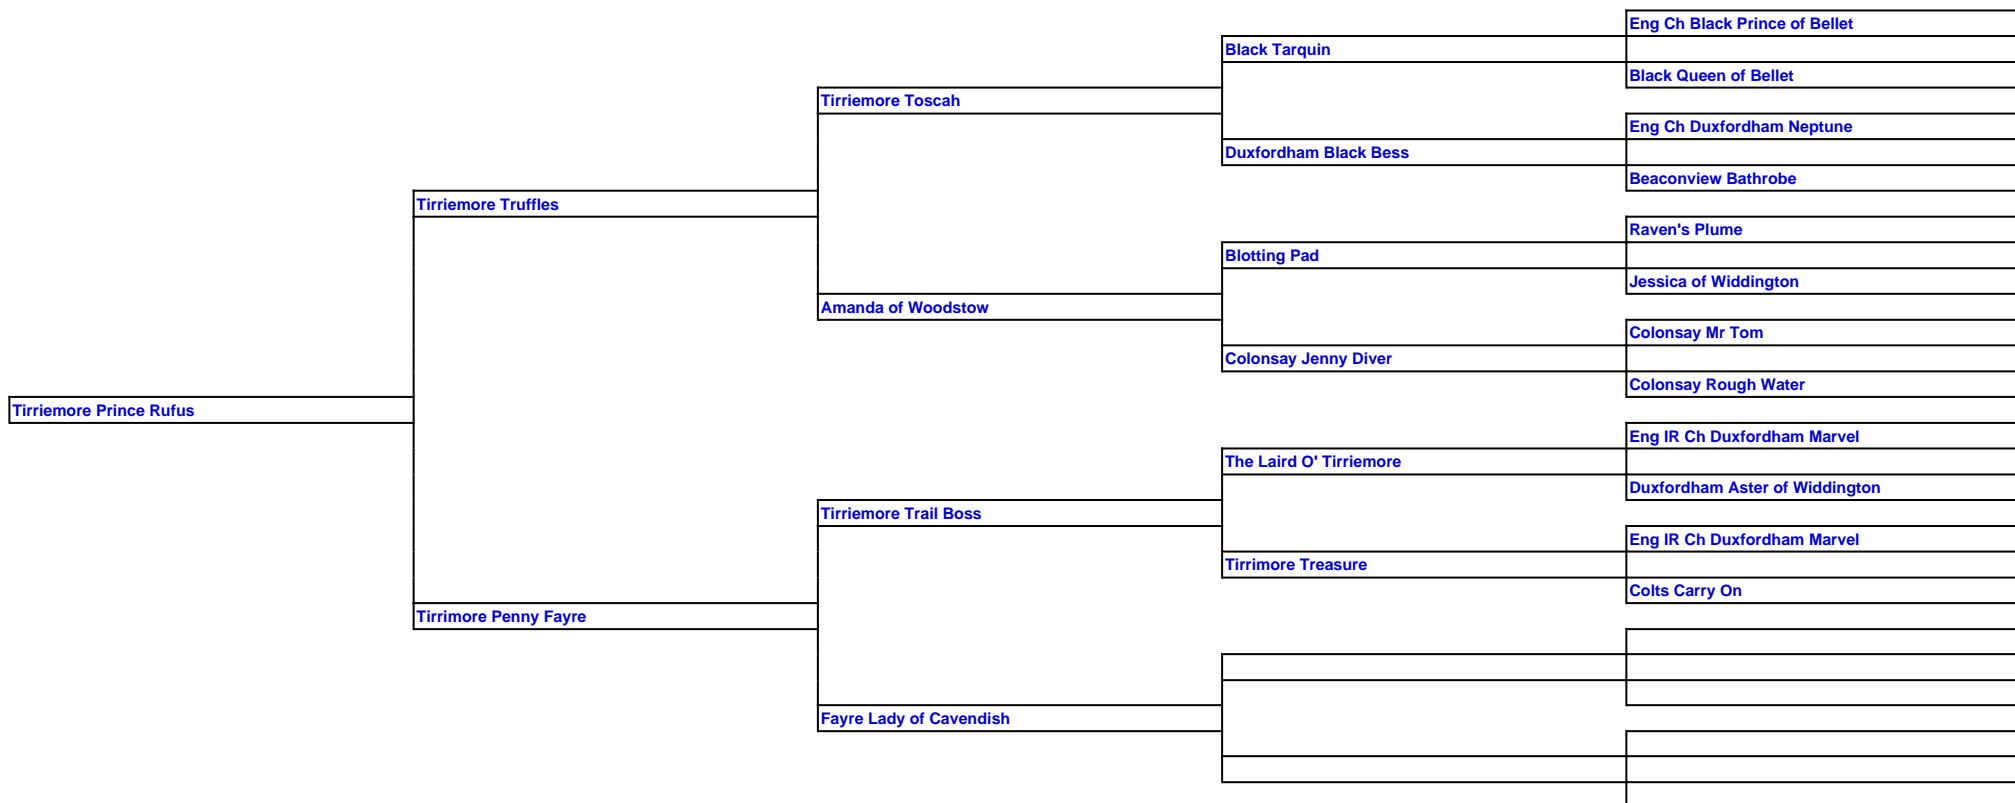 Eng Ch Black Prince of Bellet
Black Tarquin
Black Queen of Bellet
Tirriemore Toscah
Eng Ch Duxfordham Neptune
Duxfordham Black Bess
Beaconview Bathrobe
Tirriemore Truffles
Raven's Plume
Blotting Pad
Jessica of Widdington
Amanda of Woodstow
Colonsay Mr Tom
Colonsay Jenny Diver
Colonsay Rough Water
Tirriemore Prince Rufus
Eng IR Ch Duxfordham Marvel
The Laird O' Tirriemore
Duxfordham Aster of Widdington
Tirriemore Trail Boss
Eng IR Ch Duxfordham Marvel
Tirrimore Treasure
Colts Carry On
Tirrimore Penny Fayre
Fayre Lady of Cavendish